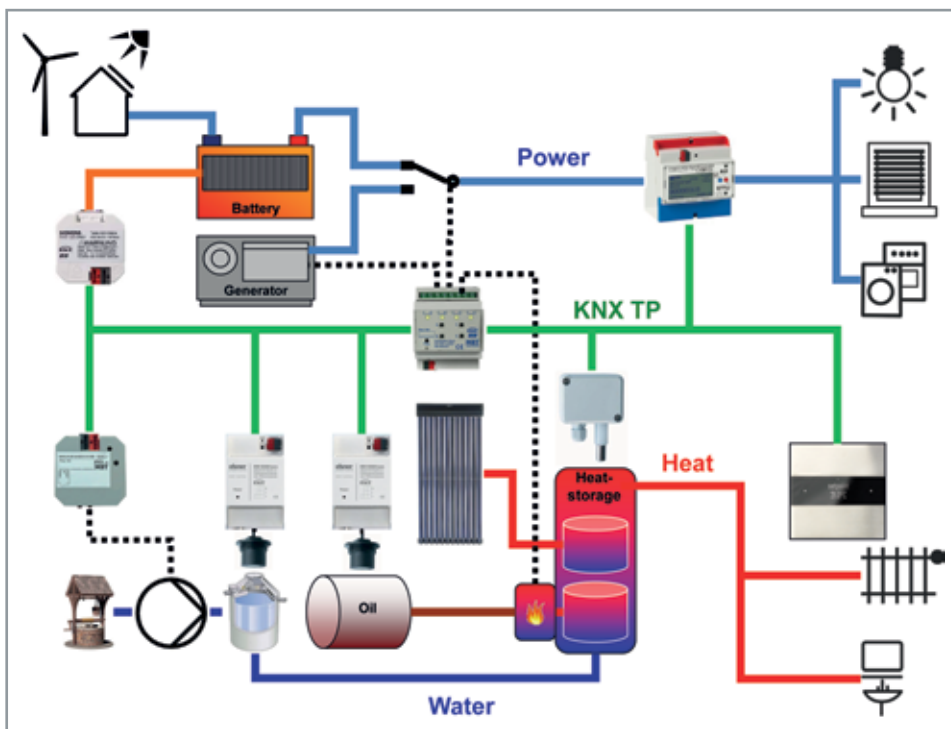 Power
Battery
Generator
KNX TP
Heat-
storage
Heat
Oil
Water